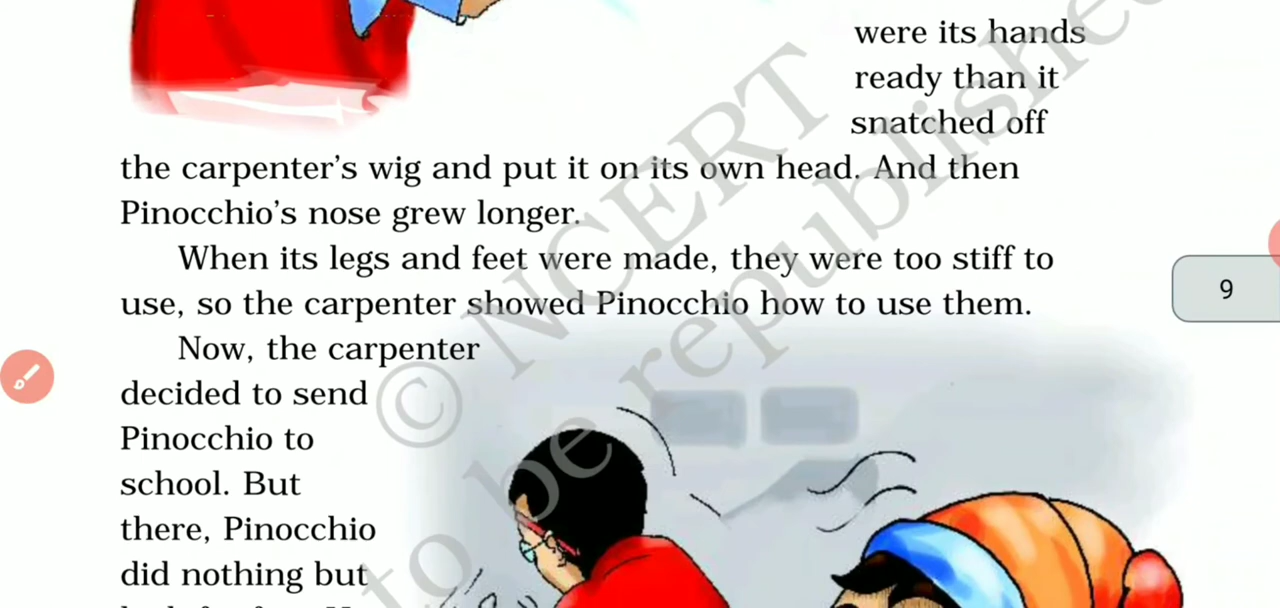 were its hands
ready than it
snatched off
the carpenter's wig and put it on its own head. And then
Pinocchio's nose grew longer.
When its legs and feet were made, they were too stiff to
use, so the carpenter showed Pinocchio how to use them.
9
Now, the carpenter
decided to send
Pinocchio to
school. But
there, Pinocchio
did nothing but
© NCERT
to be republished